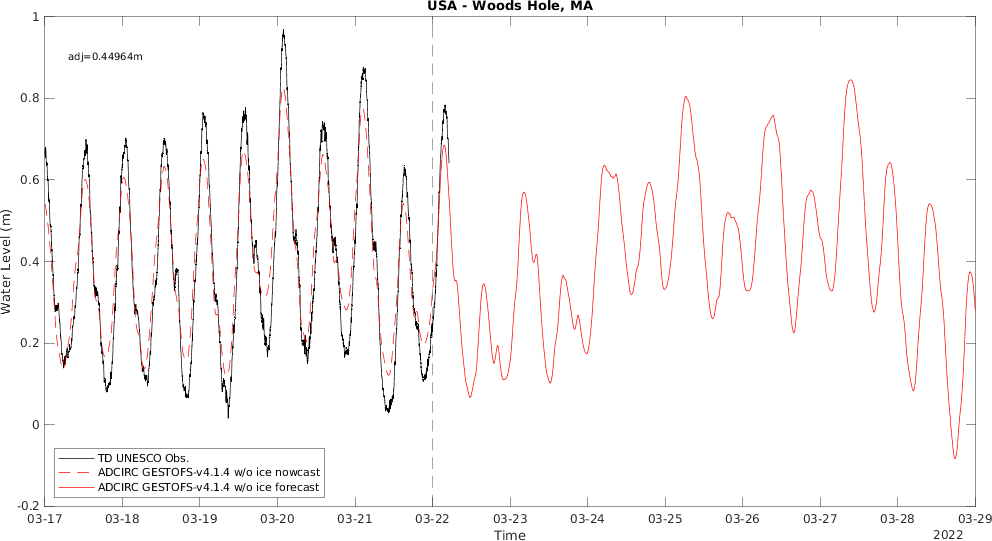 USA - Woods Hole, MA
adj=0.44964m
Water Level (m)
1
0.8
0.6
0.4
0.2
0
-0.2
TD UNESCO Obs.
ADCIRC GESTOFS-v4.1.4 w/o ice nowcast
ADCIRC GESTOFS-v4.1.4 w/o ice forecast
03-17 03-18 03-19 03-20 03-21 03-22 03-23 03-24 03-25 03-26 03-27 03-28 03-29
Time
2022